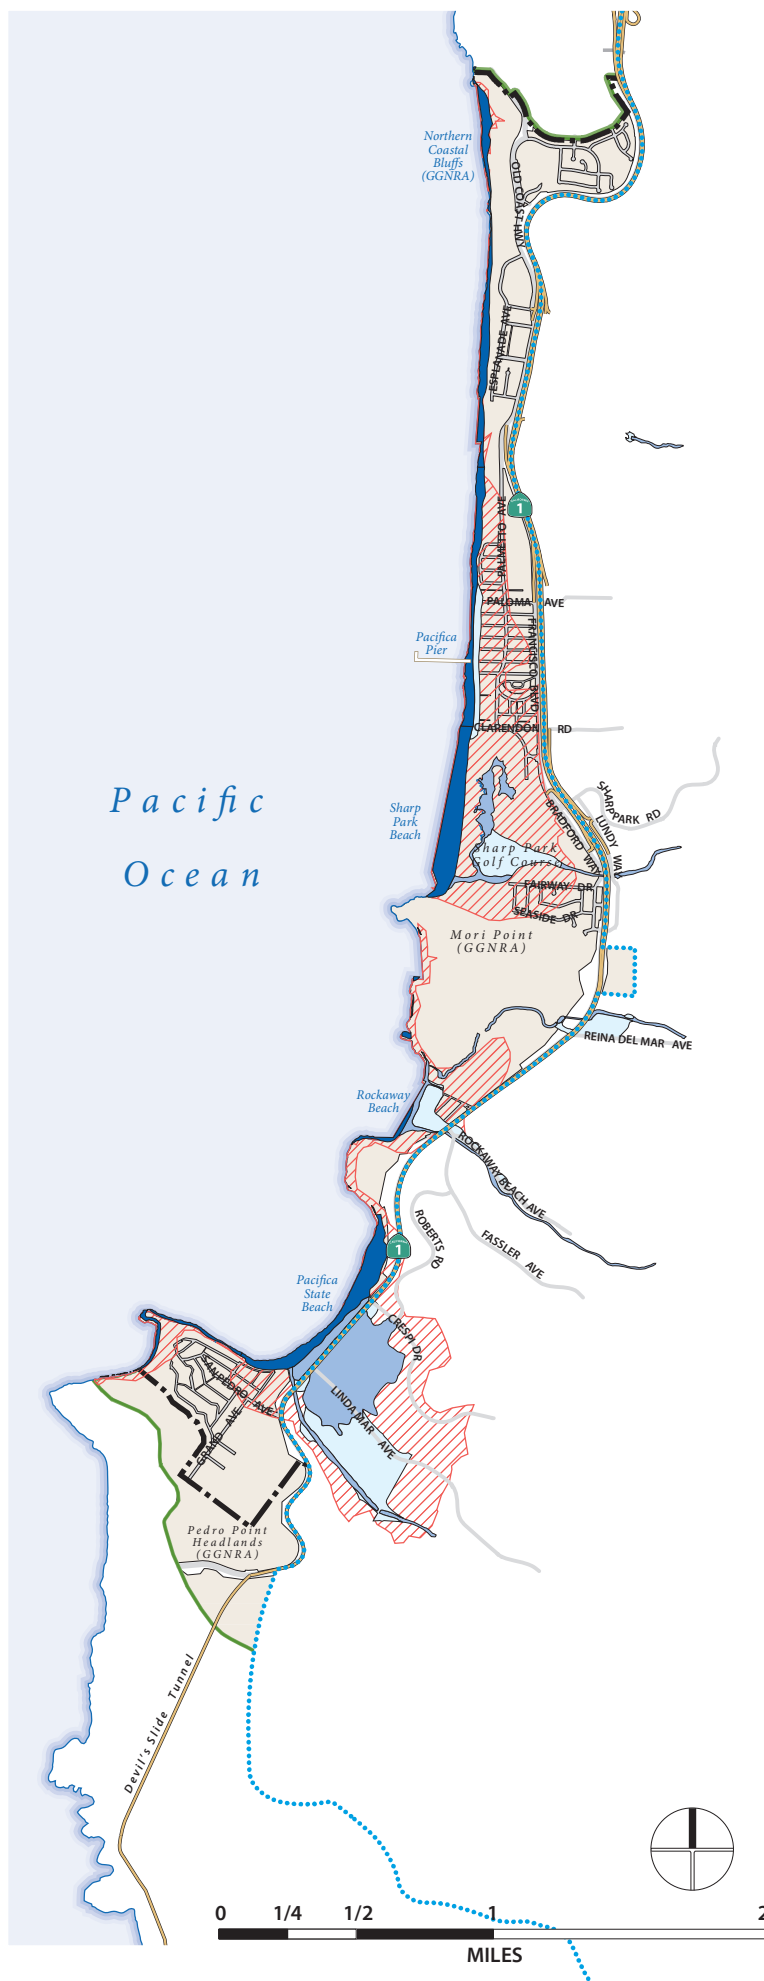 Northern
Coastal
Bluffs
(GGNRA)
OLD COAST HWY
ESPLANADE AVE
1
PALMETTO AVE
PALOMA AVE
FRANCISCO BLVD
Pacifica
Pier
CLARENDON RD
Pacific
Ocean
Sharp
Park
Beach
SHARP PARK RD
LUNDY WAY
BRADFORD WAY
Sharp Park
Golf Course
FAIRWAY DR
SEASIDE DR
Mori Point
(GGNRA)
REINA DEL MAR AVE
Rockaway
Beach
ROCKAWAY BEACH AVE
ROBERTS RD
FASSLER AVE
1
Pacifica
State
Beach
CRESPI DR
SAN PEDRO AVE
GRAND AVE
LINDA MAR AVE
Pedro Point
Headlands
(GGNRA)
Devil's Slide Tunnel
0 1/4 1/2 1 2
MILES